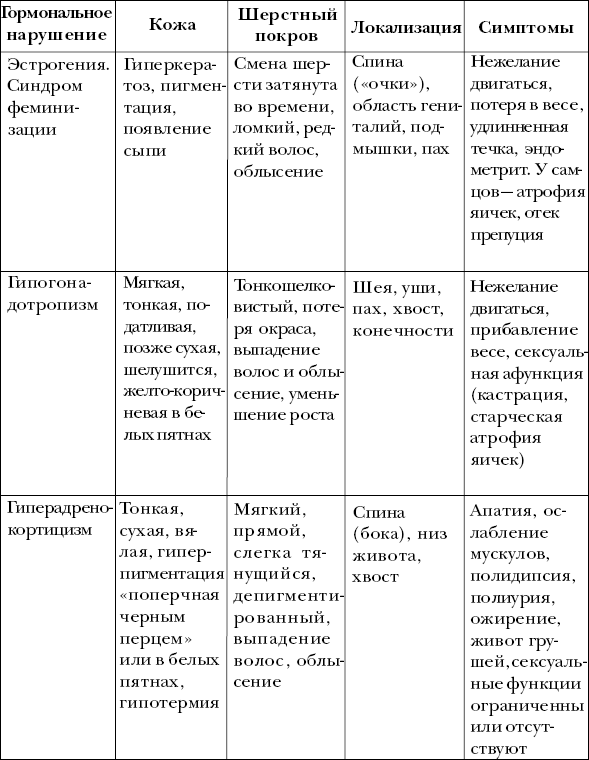 Гормональное
нарушение
Кожа
Шерстный
покров
Локализация
Симптомы
Эстрогения.
Синдром
фемини-
зации
Гиперкера-
тоз, пигмен-
тация,
появление
сыпи
Смена шер-
сти затянута
во времени,
ломкий, ред-
кий волос,
облысение
Спина
(«очки»),
область гени-
талий, под-
мышки, пах
Нежелание
двигаться,
потеря в весе,
удлинненная
течка, эндо-
метрит. У сам-
цов — атрофия
яичек, отек
препуция
Гипогона-
дотропизм
Мягкая,
тонкая, по-
датливая,
позже сухая,
шелушится,
желто-корич-
невая в бе-
лых пятнах
Тонкошелко-
вистый, поте-
ря окраса,
выпадение
волос и облы-
сение, умень-
шение роста
Шея, уши,
пах, хвост,
конечности
Нежелание
двигаться,
прибавление
весе, сексуаль-
ная афункция
(кастрация,
старческая
атрофия
яичек)
Гиперадрено-
кортицизм
Тонкая,
сухая, вя-
лая, гипер-
пигментация
«поперчная
черным
перцем»
или в белых
пятнах,
гипотермия
Мягкий,
прямой,
слегка тя-
нущийся,
депигменти-
рованный,
выпадение
волос, облы-
сение
Спина
(бока), низ
живота,
хвост
Апатия, ос-
лабление
мускулов,
полидипсия,
полиурия,
ожирение,
живот гру-
шей, сексуаль-
ные функции
ограниченны
или отсут-
ствуют